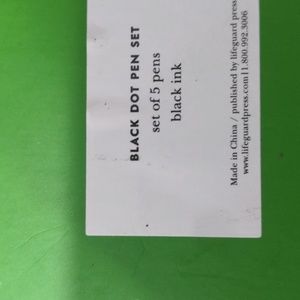 BLACK DOT PEN SET
set of 5 pens
black ink
Made in China / published by lifeguard press
www.lifeguardpress.com | 1.800.992.3006